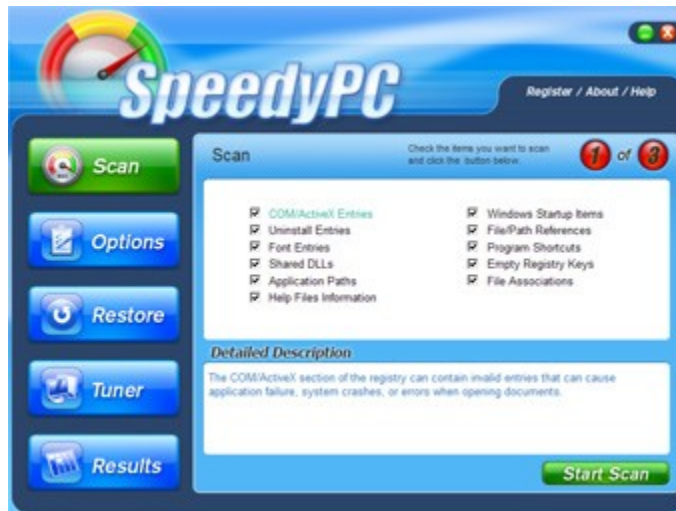 SpeedyPC
Register / About / Help
Scan
Options
Restore
Tuner
Results
Scan
Check the items you want to scan
and click the button below.
1 of 3
COM/ActiveX Entries
Uninstall Entries
Font Entries
Shared DLLs
Application Paths
Help Files Information
Windows Startup Items
File/Path References
Program Shortcuts
Empty Registry Keys
File Associations
Detailed Description
The COM/ActiveX section of the registry can contain invalid entries that can cause
application failure, system crashes, or errors when opening documents.
Start Scan